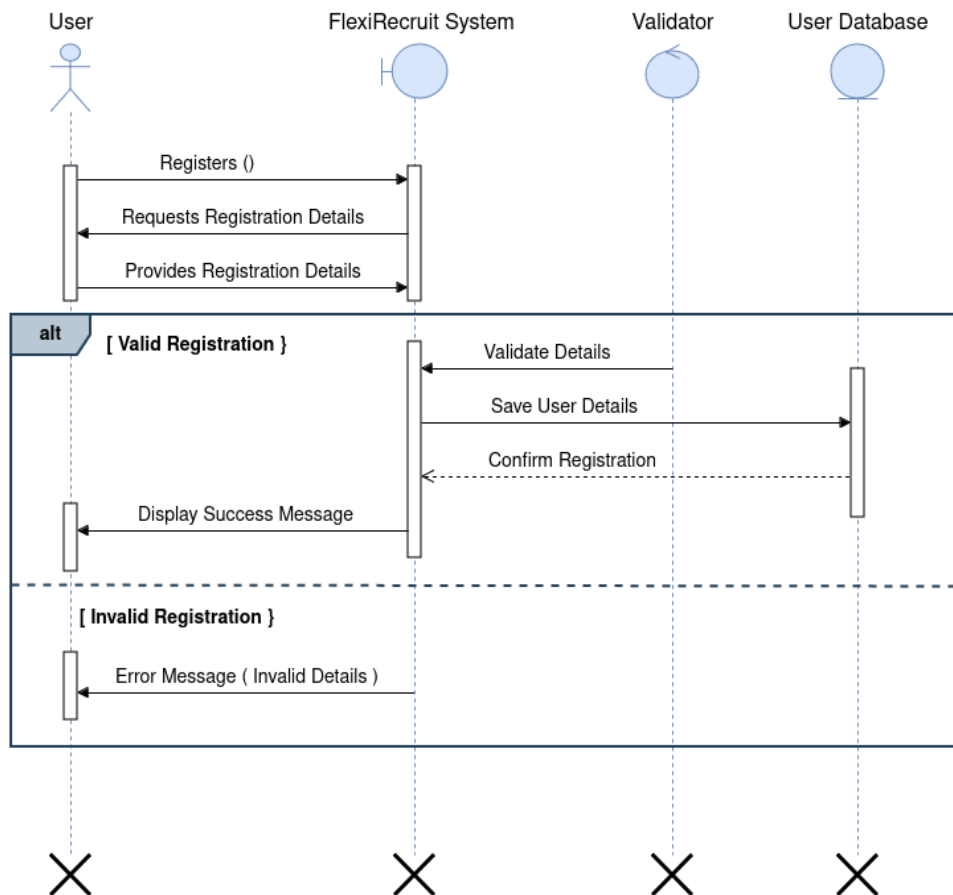 User
FlexiRecruit System
Validator
User Database
Registers ()
Requests Registration Details
Provides Registration Details
alt
[ Valid Registration }
Validate Details
Save User Details
Confirm Registration
Display Success Message
[ Invalid Registration }
Error Message ( Invalid Details )